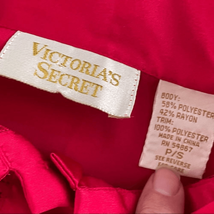 VICTORIA'S
SECRET
BODY:
58% POLYESTER
42% RAYON
TRIM:
100% POLYESTER
MADE IN CHINA
RN 54867
P/S
SEE REVERSE